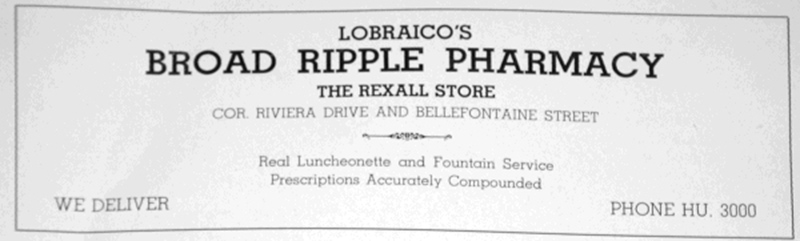 LOBRAICO'S
BROAD RIPPLE PHARMACY
THE REXALL STORE
COR. RIVIERA DRIVE AND BELLEFONTAINE STREET
Real Luncheonette and Fountain Service
Prescriptions Accurately Compounded
WE DELIVER
PHONE HU. 3000